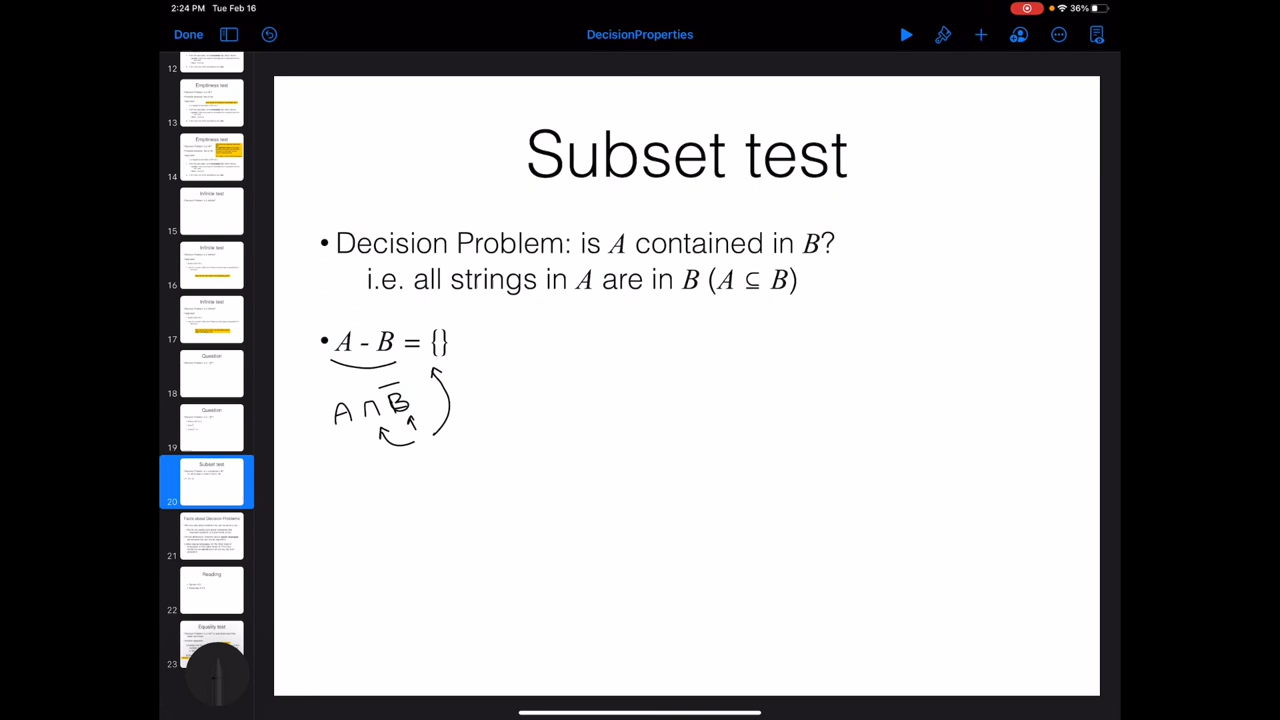 2:24 PM Tue Feb 16
36%
Done
DecisionProperties
12
Emptiness test
13
Emptiness test
14
Infinite test
15
Infinite test
16
Infinite test
17
Question
18
Question
19
Subset test
20
Facts about Decision Problems
21
Reading
22
Equality test
23
Subset test
• Decision Problem: is A contained in B?
i.e. all strings in A are in B (A ⊆ B)
• A - B = {}
A ∩ B̅